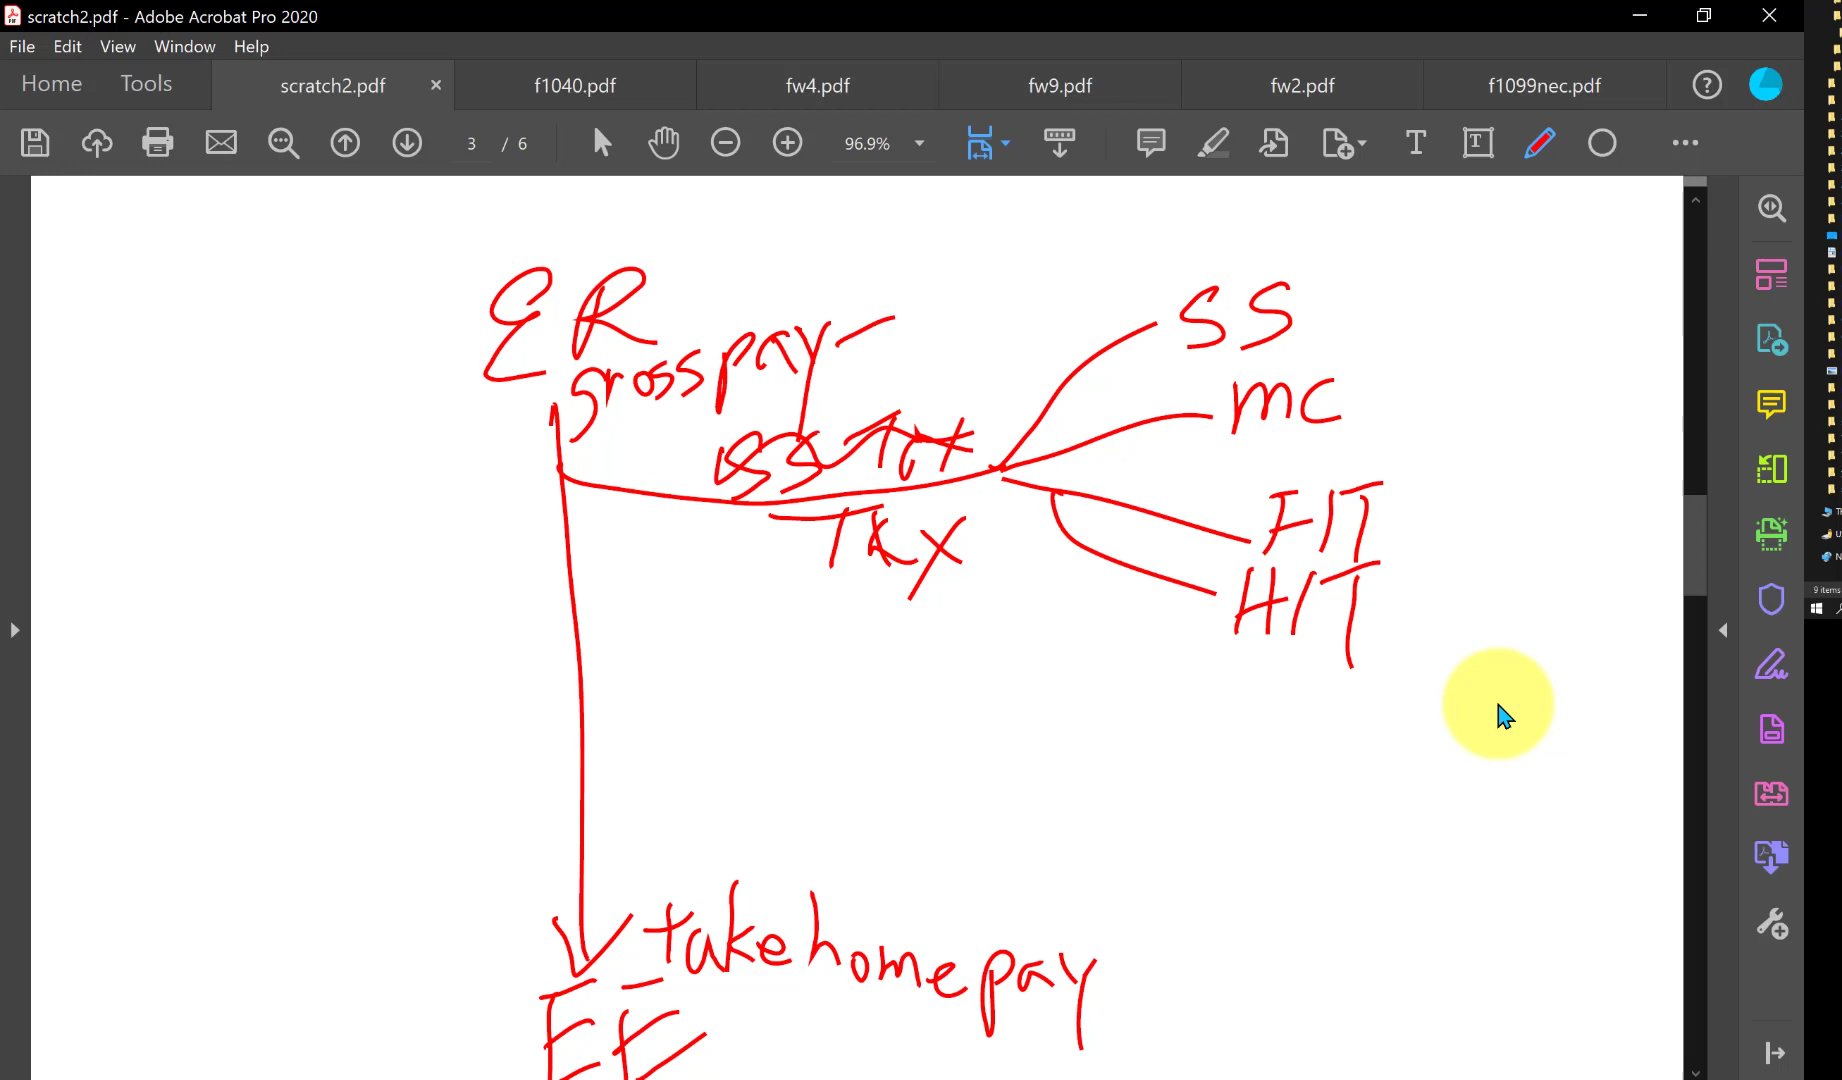 scratch2.pdf - Adobe Acrobat Pro 2020
File Edit View Window Help
Home Tools scratch2.pdf × f1040.pdf fw4.pdf fw9.pdf fw2.pdf f1099nec.pdf
3 / 6 96.9%
ER
SS
gross pay -
MC
TAX
FIT
HIT
take home pay
EE
9 items